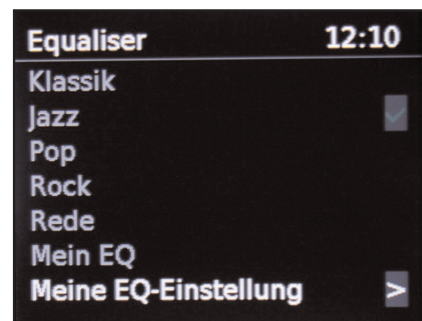 Equaliser 12:10
Klassik
Jazz
Pop
Rock
Rede
Mein EQ
Meine EQ-Einstellung >